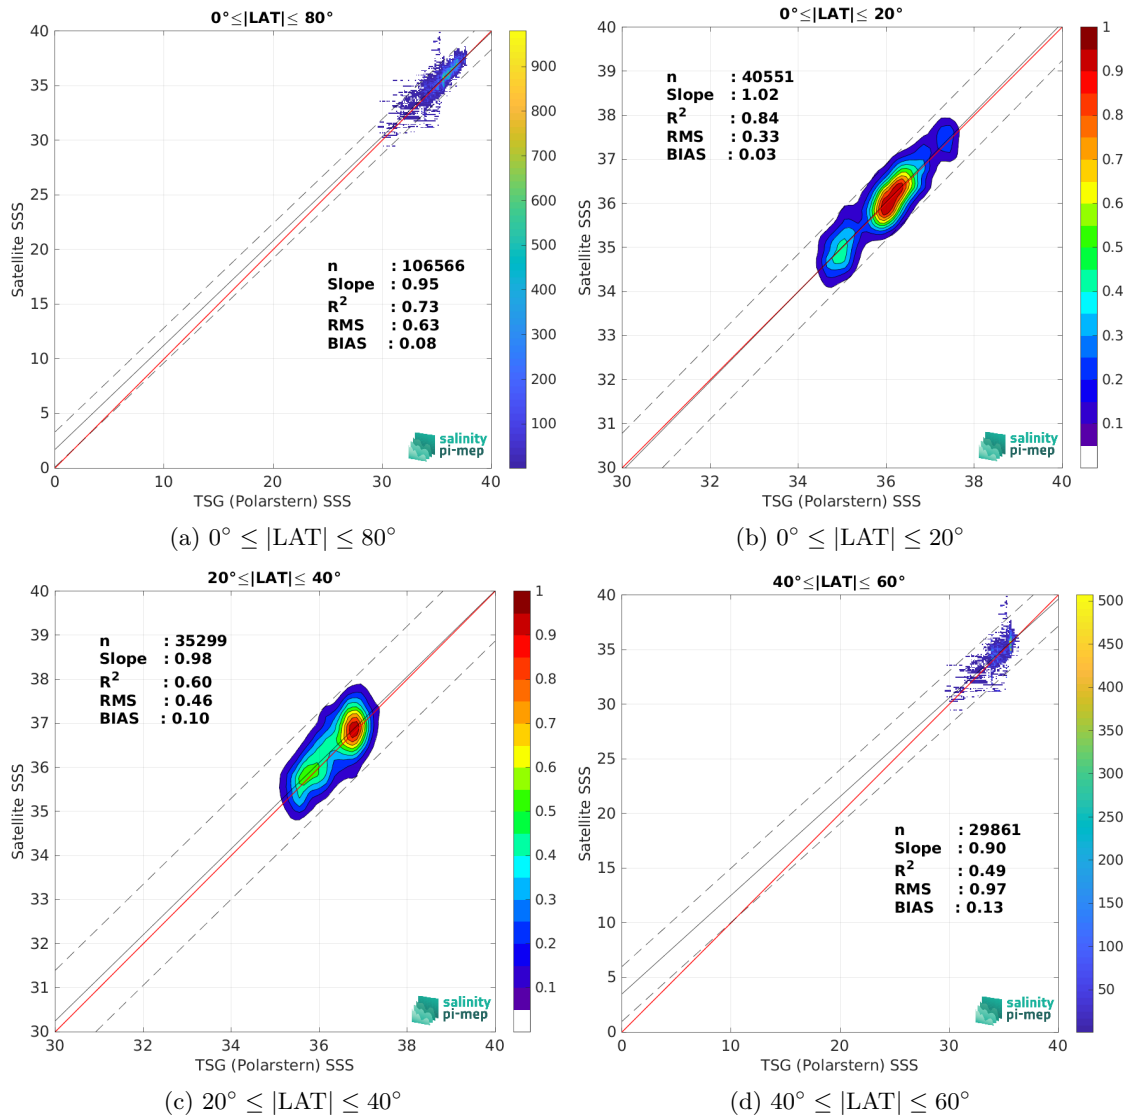 0°≤|LAT|≤ 80°
40
35
30
25
20
15
10
5
0
Satellite SSS
n : 106566
Slope : 0.95
R² : 0.73
RMS : 0.63
BIAS : 0.08
salinity
pi-mep
0 10 20 30 40
TSG (Polarstern) SSS
900
800
700
600
500
400
300
200
100
(a) 0° ≤ |LAT| ≤ 80°
0°≤|LAT|≤ 20°
40
39
38
37
36
35
34
33
32
31
30
Satellite SSS
n : 40551
Slope : 1.02
R² : 0.84
RMS : 0.33
BIAS : 0.03
salinity
pi-mep
30 32 34 36 38 40
TSG (Polarstern) SSS
1
0.9
0.8
0.7
0.6
0.5
0.4
0.3
0.2
0.1
(b) 0° ≤ |LAT| ≤ 20°
20°≤|LAT|≤ 40°
40
39
38
37
36
35
34
33
32
31
30
Satellite SSS
n : 35299
Slope : 0.98
R² : 0.60
RMS : 0.46
BIAS : 0.10
salinity
pi-mep
30 32 34 36 38 40
TSG (Polarstern) SSS
1
0.9
0.8
0.7
0.6
0.5
0.4
0.3
0.2
0.1
(c) 20° ≤ |LAT| ≤ 40°
40°≤|LAT|≤ 60°
40
35
30
25
20
15
10
5
0
Satellite SSS
n : 29861
Slope : 0.90
R² : 0.49
RMS : 0.97
BIAS : 0.13
salinity
pi-mep
0 10 20 30 40
TSG (Polarstern) SSS
500
450
400
350
300
250
200
150
100
50
(d) 40° ≤ |LAT| ≤ 60°